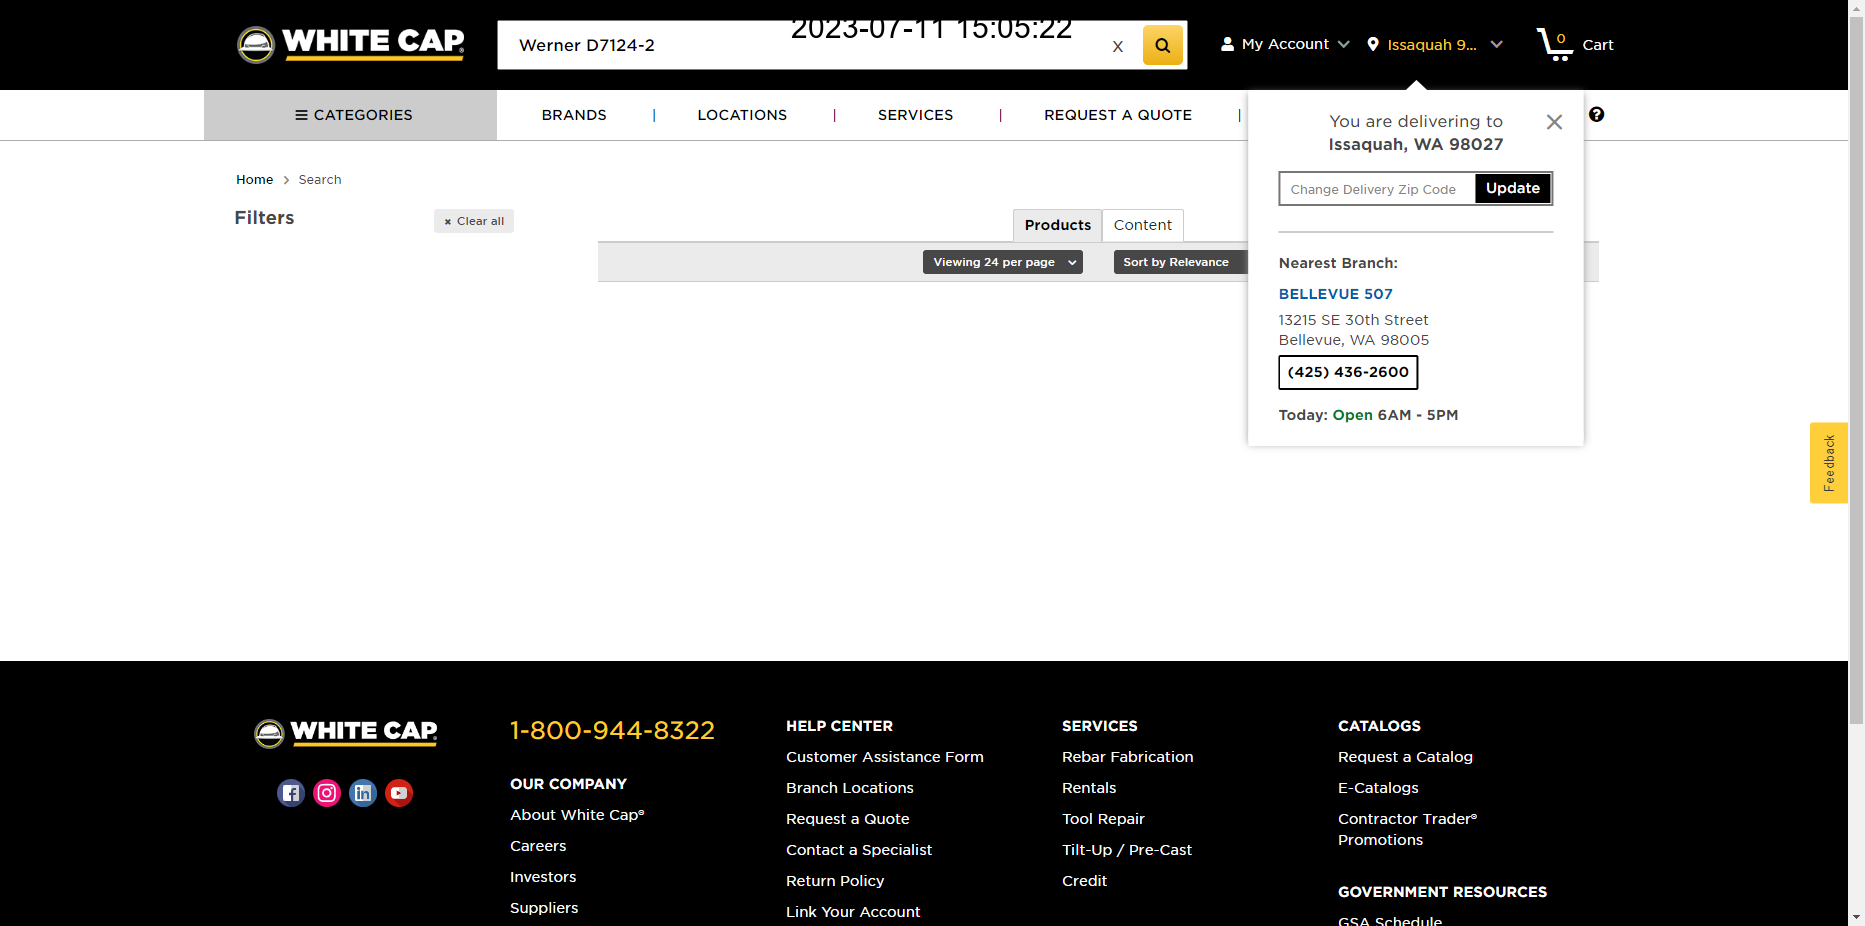 WHITE CAP
Werner D7124-2
2023-07-11 15:05:22
X
My Account
Issaquah 9...
0
Cart
CATEGORIES
BRANDS
LOCATIONS
SERVICES
REQUEST A QUOTE
You are delivering to
Issaquah, WA 98027
Change Delivery Zip Code
Update
Nearest Branch:
BELLEVUE 507
13215 SE 30th Street
Bellevue, WA 98005
(425) 436-2600
Today: Open 6AM - 5PM
Home > Search
Filters
× Clear all
Products
Content
Viewing 24 per page
Sort by Relevance
Feedback
WHITE CAP
1-800-944-8322
OUR COMPANY
About White Cap®
Careers
Investors
Suppliers
HELP CENTER
Customer Assistance Form
Branch Locations
Request a Quote
Contact a Specialist
Return Policy
Link Your Account
SERVICES
Rebar Fabrication
Rentals
Tool Repair
Tilt-Up / Pre-Cast
Credit
CATALOGS
Request a Catalog
E-Catalogs
Contractor Trader®
Promotions
GOVERNMENT RESOURCES
GSA Schedule